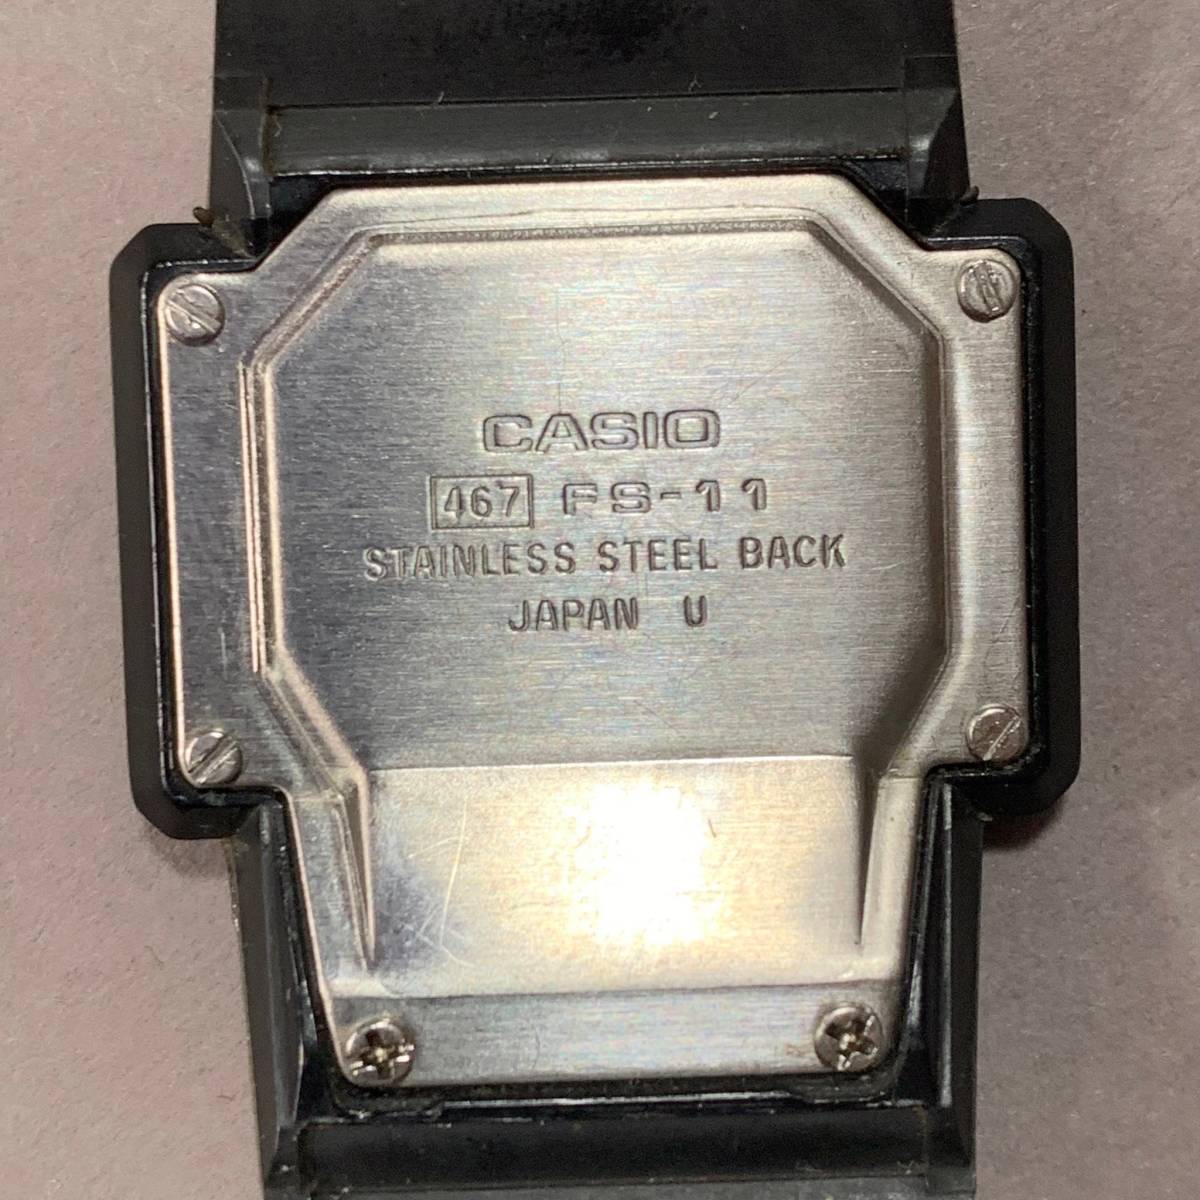 CASIO
467 FS-11
STAINLESS STEEL BACK
JAPAN U